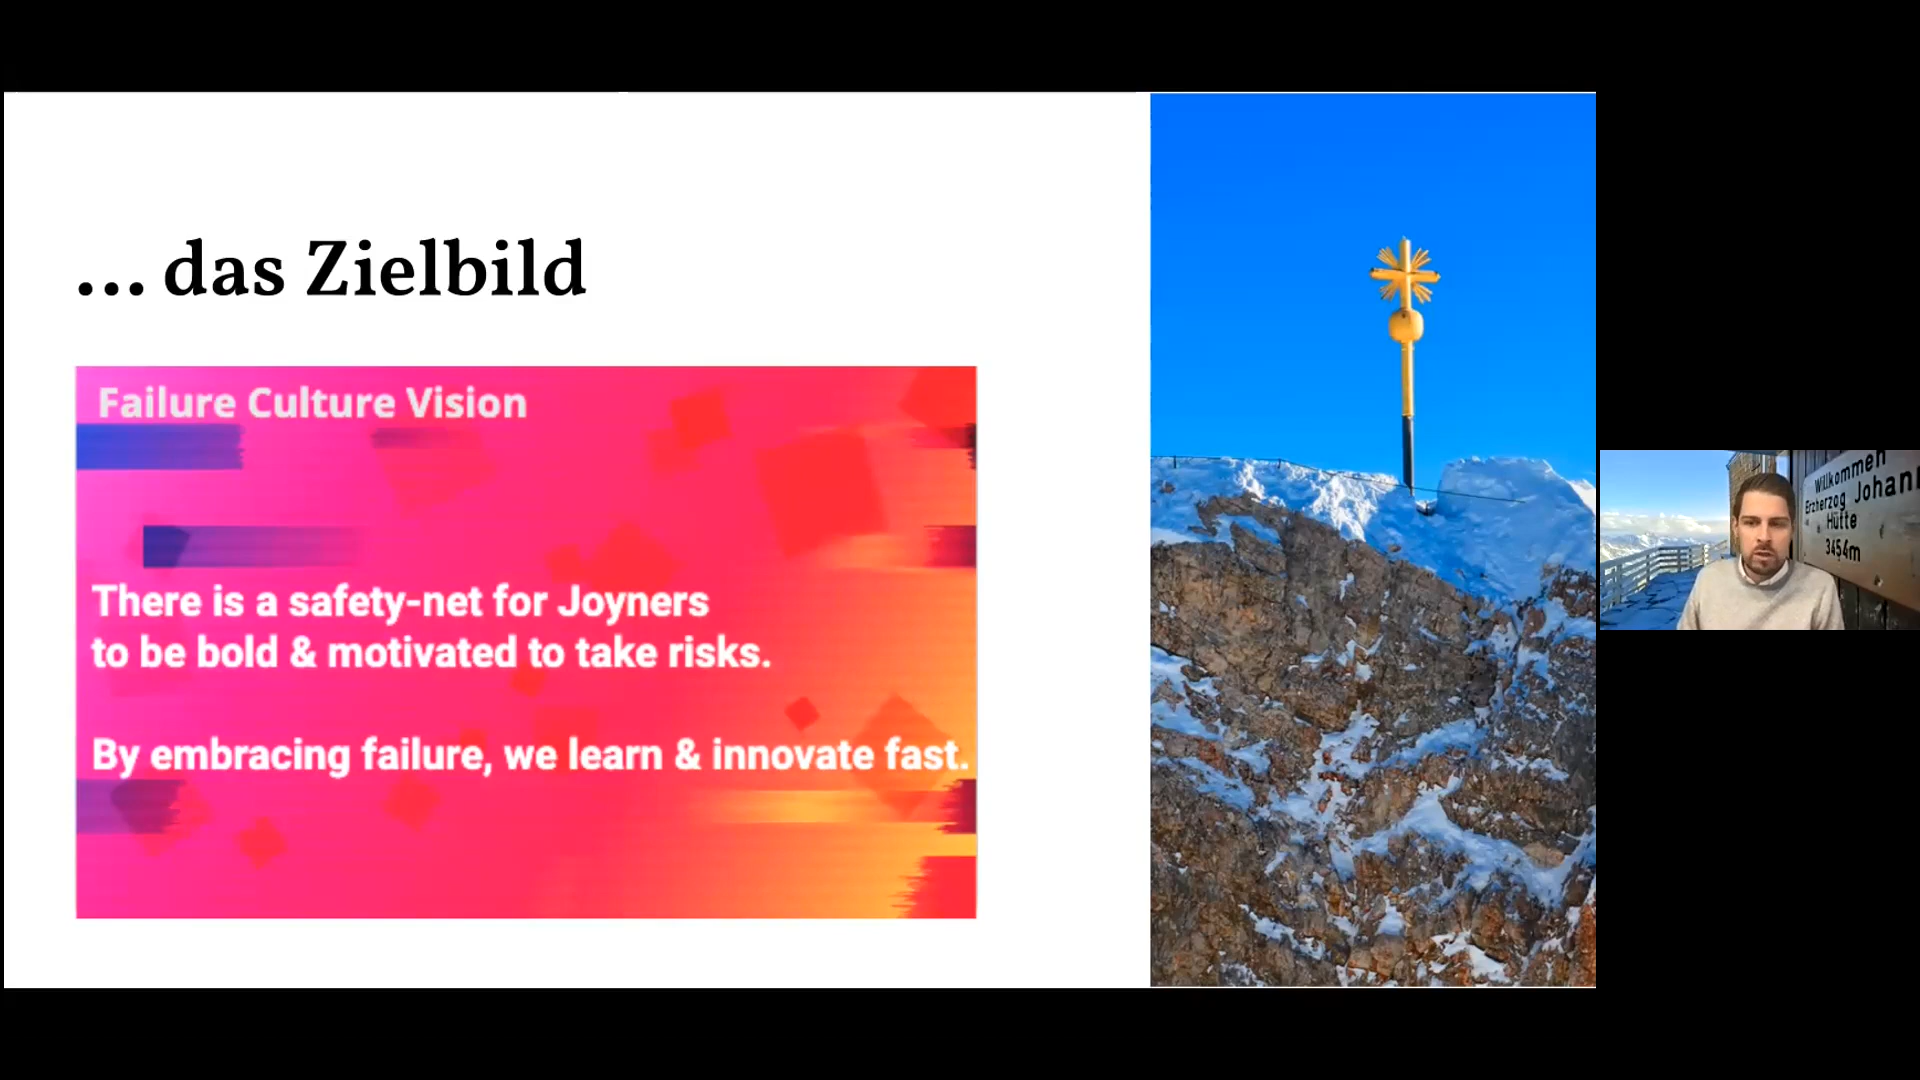 ... das Zielbild
Failure Culture Vision
There is a safety-net for Joyners
to be bold & motivated to take risks.
By embracing failure, we learn & innovate fast.
Willkommen
Erzherzog Johann
Hütte
3454m